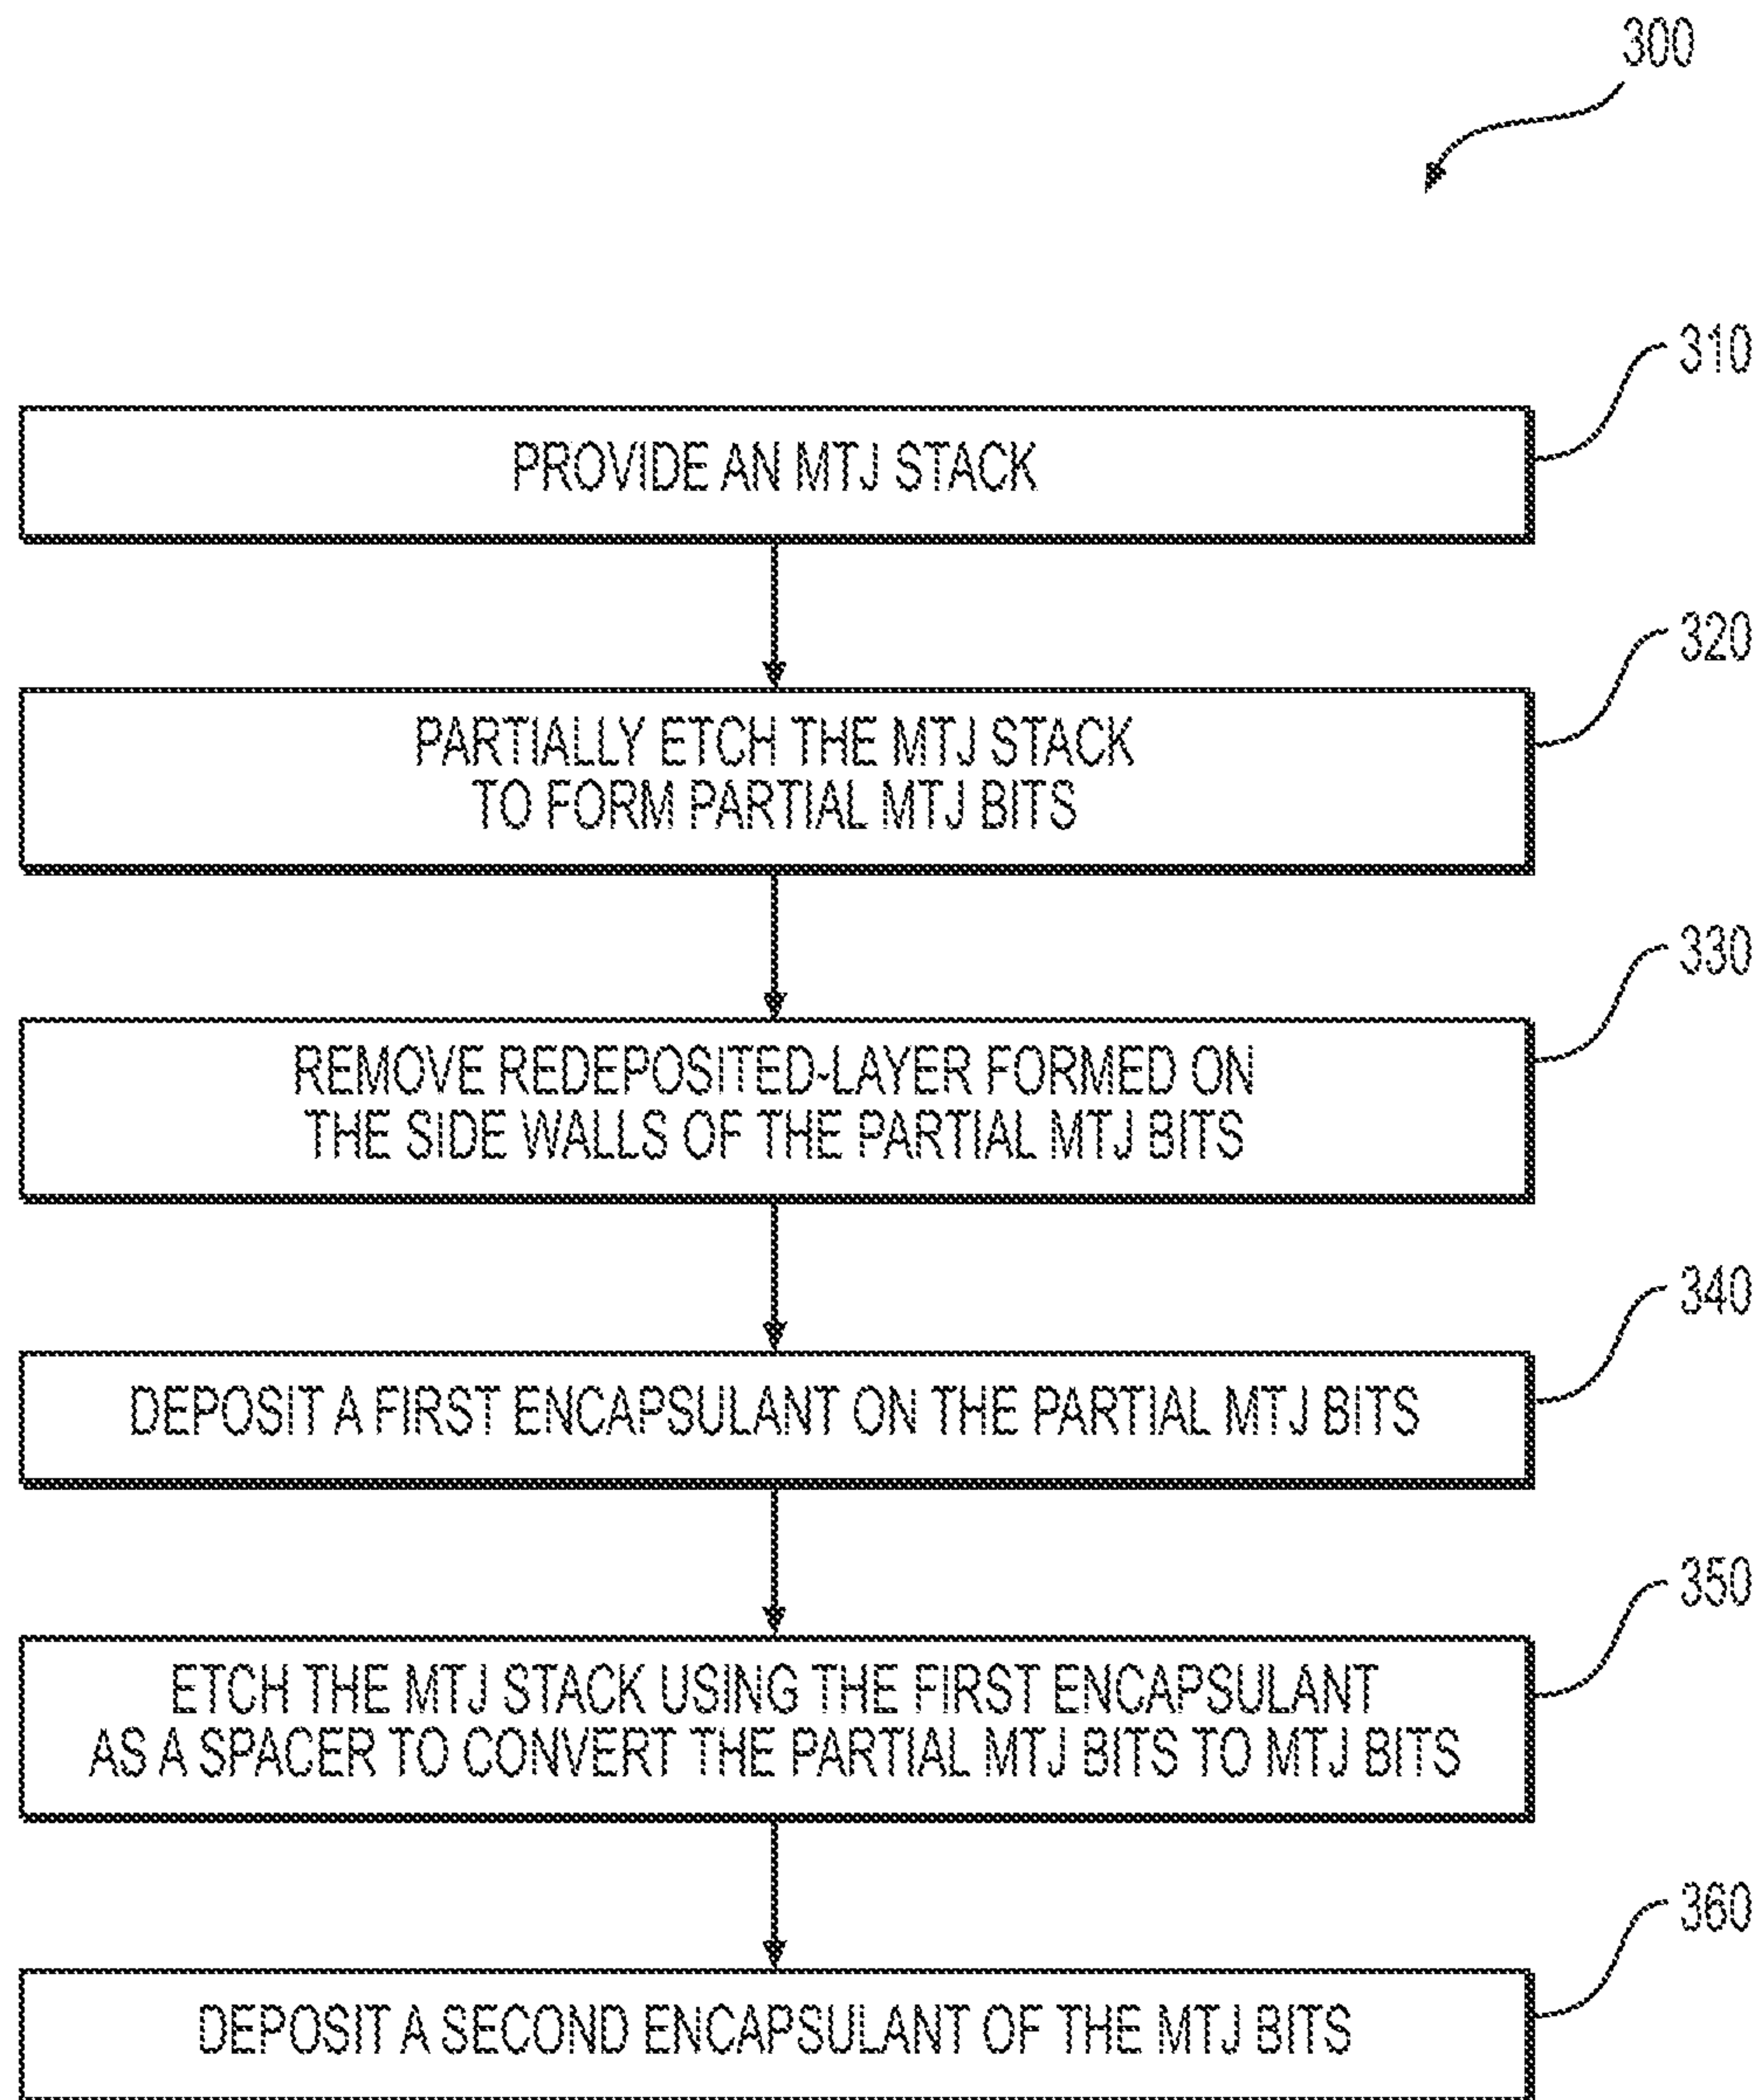 300
310
PROVIDE AN MTJ STACK
320
PARTIALLY ETCH THE MTJ STACK
TO FORM PARTIAL MTJ BITS
330
REMOVE REDEPOSITED-LAYER FORMED ON
THE SIDE WALLS OF THE PARTIAL MTJ BITS
340
DEPOSIT A FIRST ENCAPSULANT ON THE PARTIAL MTJ BITS
350
ETCH THE MTJ STACK USING THE FIRST ENCAPSULANT
AS A SPACER TO CONVERT THE PARTIAL MTJ BITS TO MTJ BITS
360
DEPOSIT A SECOND ENCAPSULANT OF THE MTJ BITS